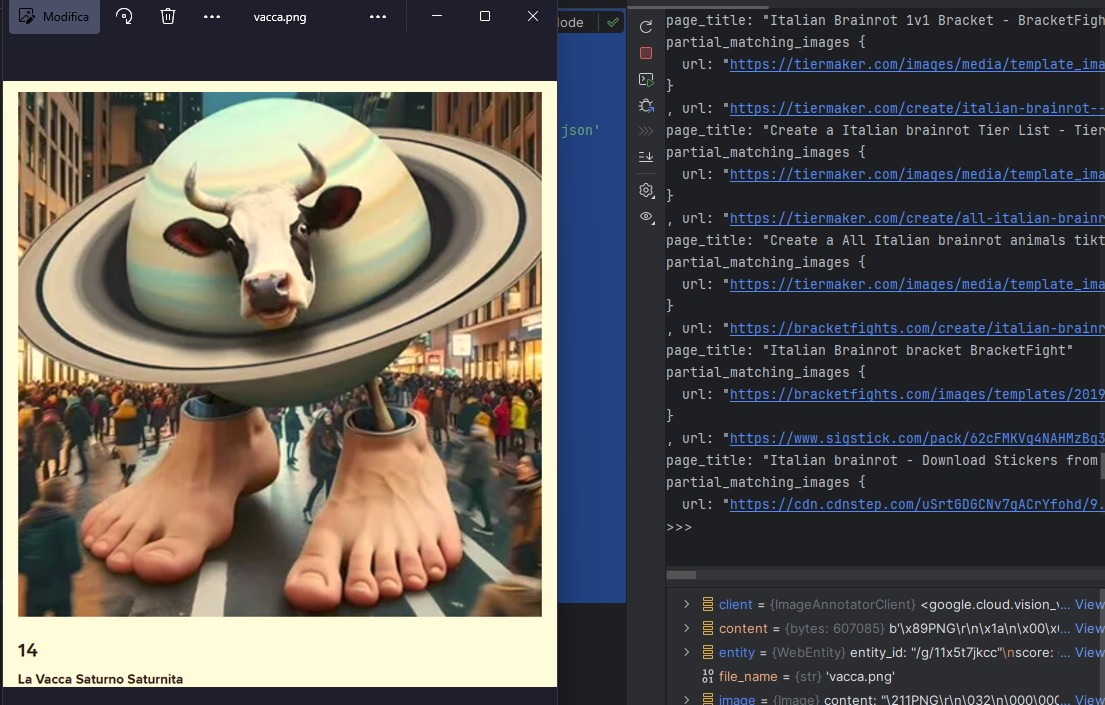 Modifica
vacca.png
14
La Vacca Saturno Saturnita
ode
json'
page_title: "Italian Brainrot 1v1 Bracket - BracketFigh
partial_matching_images {
url: "https://tiermaker.com/images/media/template_ima
}
, url: "https://tiermaker.com/create/italian-brainrot--
page_title: "Create a Italian brainrot Tier List - Tier
partial_matching_images {
url: "https://tiermaker.com/images/media/template_ima
}
, url: "https://tiermaker.com/create/all-italian-brainr
page_title: "Create a All Italian brainrot animals tikt
partial_matching_images {
url: "https://tiermaker.com/images/media/template_ima
}
, url: "https://bracketfights.com/create/italian-brainr
page_title: "Italian Brainrot bracket BracketFight"
partial_matching_images {
url: "https://bracketfights.com/images/templates/2019
}
, url: "https://www.sigstick.com/pack/62cFMKVq4NAHMzBq3
page_title: "Italian brainrot - Download Stickers from
partial_matching_images {
url: "https://cdn.cdnstep.com/uSrtGDGCNv7qACrYfohd/9.
}
>>>
client = {ImageAnnotatorClient} <google.cloud.vision_v... View
content = {bytes: 607085} b'\x89PNG\r\n\x1a\n\x00\x(... View
entity = {WebEntity} entity_id: "/g/11x5t7jkcc"\nscore: ... View
file_name = {str} 'vacca.png'
image = {Image} content: "\211PNG\r\n\032\n\000\000... View